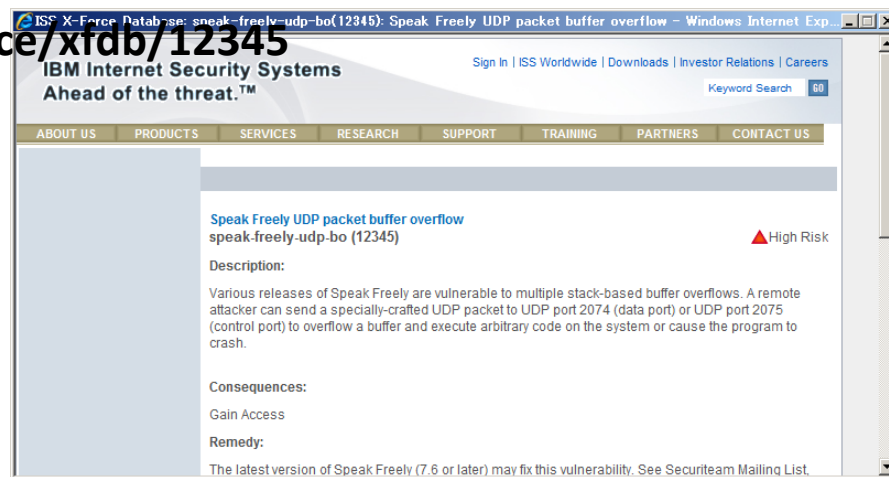 ISS X-Force Database: speak-freely-udp-bo(12345): Speak Freely UDP packet buffer overflow - Windows Internet Exp...
ce/xfdb/12345
IBM Internet Security Systems
Ahead of the threat.™
Sign In | ISS Worldwide | Downloads | Investor Relations | Careers
Keyword Search GO
ABOUT US PRODUCTS SERVICES RESEARCH SUPPORT TRAINING PARTNERS CONTACT US
Speak Freely UDP packet buffer overflow
speak-freely-udp-bo (12345)
High Risk
Description:
Various releases of Speak Freely are vulnerable to multiple stack-based buffer overflows. A remote
attacker can send a specially-crafted UDP packet to UDP port 2074 (data port) or UDP port 2075
(control port) to overflow a buffer and execute arbitrary code on the system or cause the program to
crash.
Consequences:
Gain Access
Remedy:
The latest version of Speak Freely (7.6 or later) may fix this vulnerability. See Securiteam Mailing List,